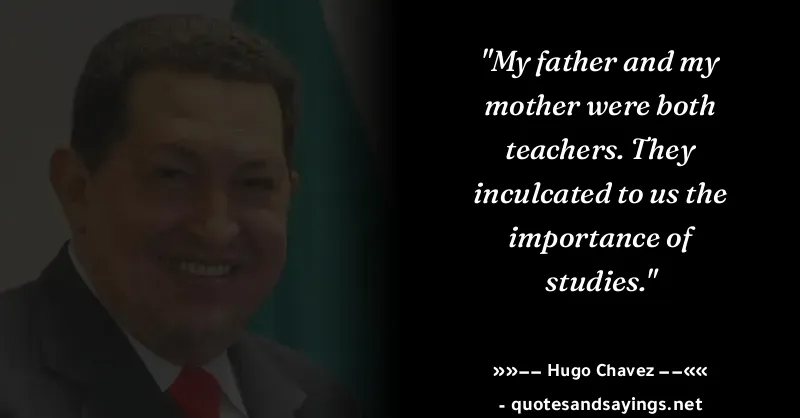 "My father and my
mother were both
teachers. They
inculcated to us the
importance of
studies."
»»–– Hugo Chavez ––««
- quotesandsayings.net